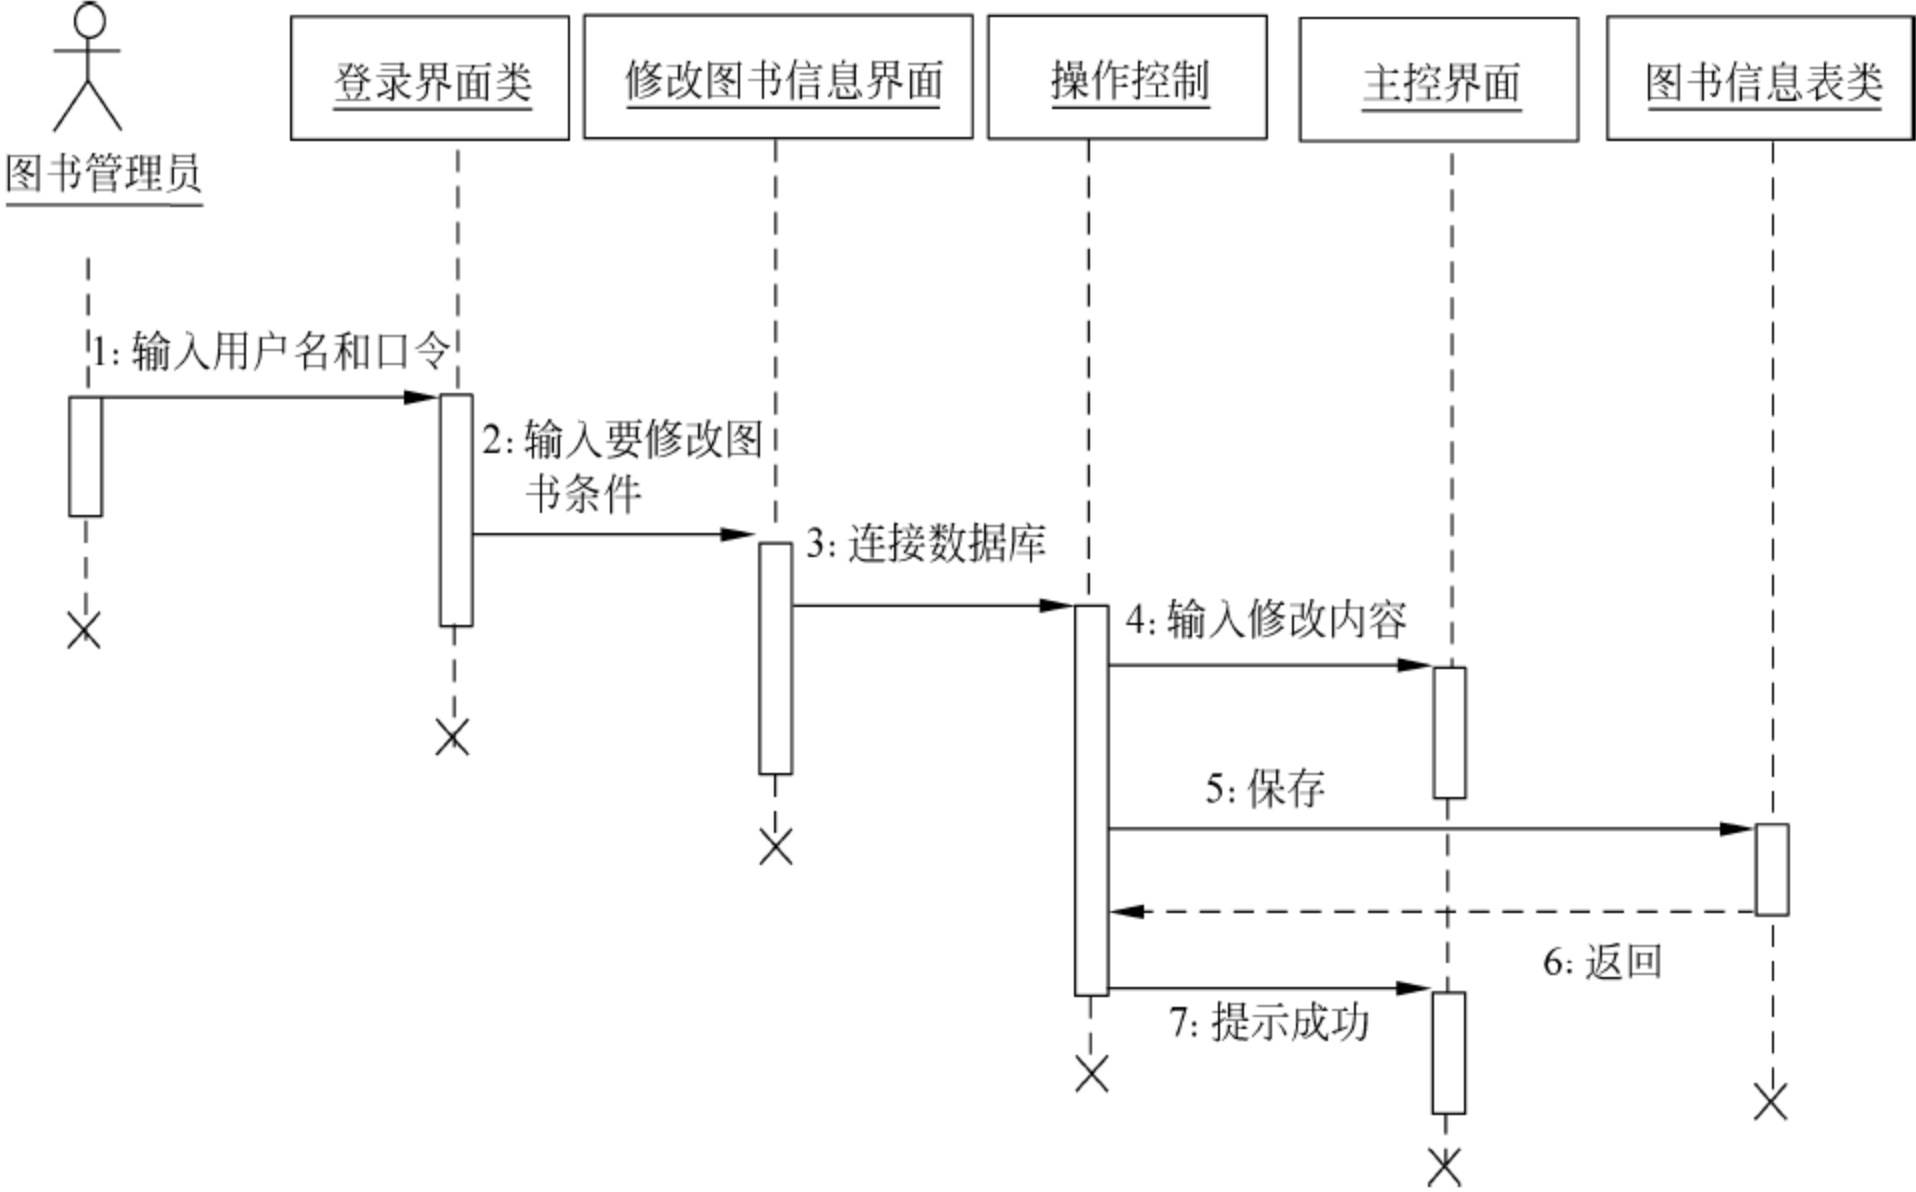 登录界面类
修改图书信息界面
操作控制
主控界面
图书信息表类
图书管理员
1: 输入用户名和口令
2: 输入要修改图
书条件
3: 连接数据库
4: 输入修改内容
5: 保存
6: 返回
7: 提示成功